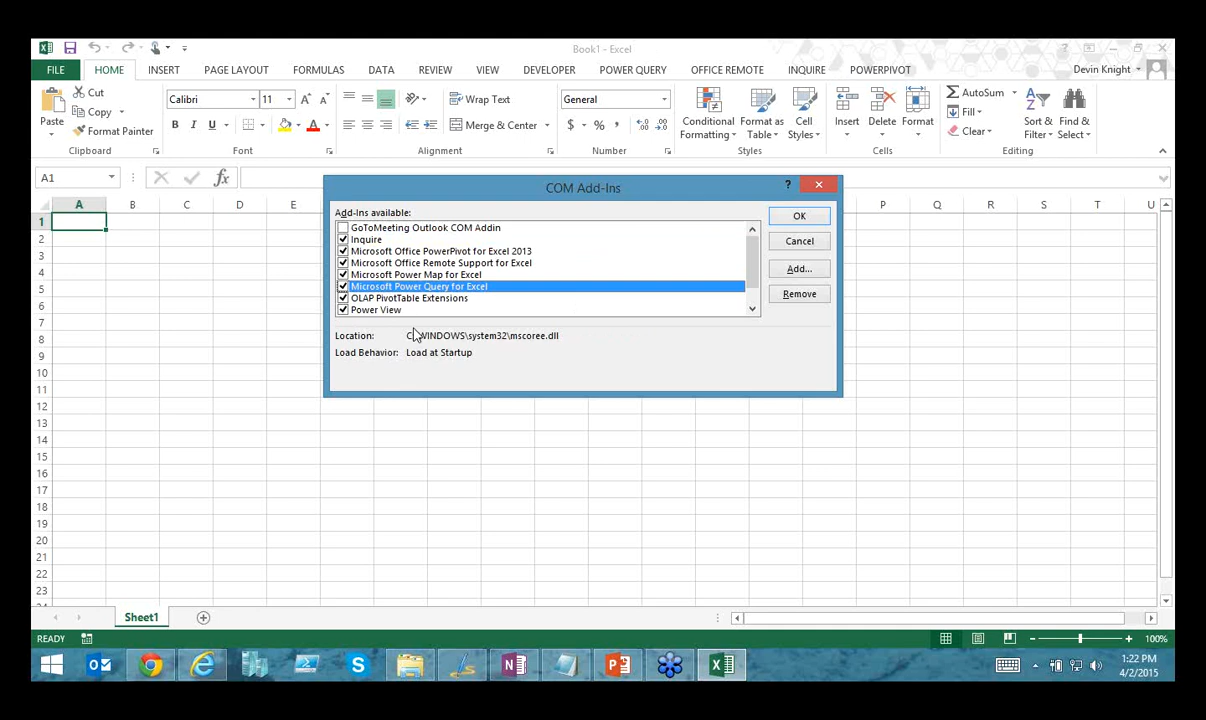 Book1 - Excel
FILE HOME INSERT PAGE LAYOUT FORMULAS DATA REVIEW VIEW DEVELOPER POWER QUERY OFFICE REMOTE INQUIRE POWERPIVOT Devin Knight
Paste
Cut
Copy
Format Painter
Clipboard
Calibri 11
B I U
Font
Wrap Text
Merge & Center
Alignment
General
$ % ,
Number
Conditional Formatting
Format as Table
Cell Styles
Styles
Insert Delete Format
Cells
AutoSum
Fill
Clear
Sort & Filter
Find & Select
Editing
A1 fx
COM Add-Ins
Add-Ins available:
GoToMeeting Outlook COM Addin
Inquire
Microsoft Office PowerPivot for Excel 2013
Microsoft Office Remote Support for Excel
Microsoft Power Map for Excel
Microsoft Power Query for Excel
OLAP PivotTable Extensions
Power View
OK
Cancel
Add...
Remove
Location: C:\WINDOWS\system32\mscoree.dll
Load Behavior: Load at Startup
A B C D E P Q R S T U
1
2
3
4
5
6
7
8
9
10
11
12
13
14
15
16
17
18
19
20
21
22
23
Sheet1
READY 100%
1:22 PM
4/2/2015